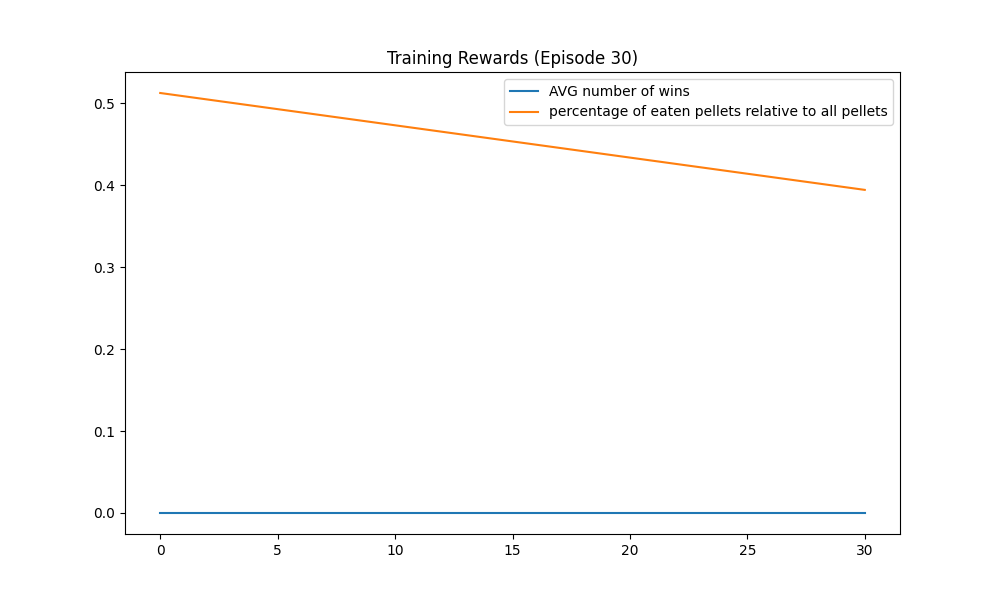 Training Rewards (Episode 30)
AVG number of wins
percentage of eaten pellets relative to all pellets
0.5
0.4
0.3
0.2
0.1
0.0
0 5 10 15 20 25 30